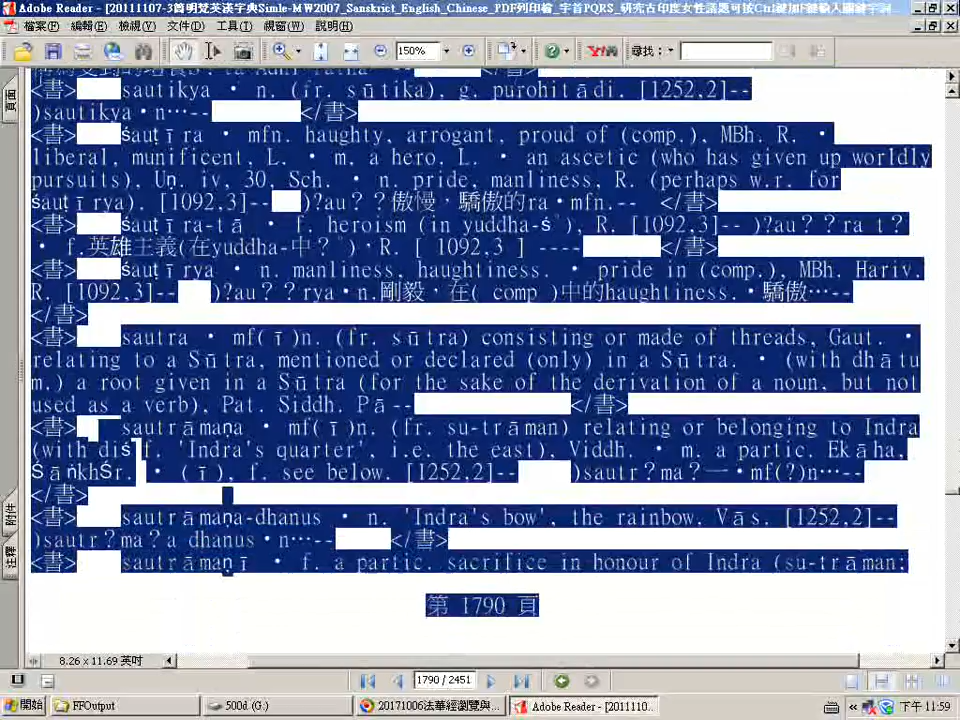 Adobe Reader - [20111107-3簡明梵英漢字典Simle-MW2007_Sanskrict_English_Chinese_PDF列印檔_字首PQRS_研究古印度女性話題可按Ctrl鍵加F鍵輸入關鍵字詞
檔案(F) 編輯(E) 檢視(V) 文件(D) 工具(T) 視窗(W) 說明(H)
150% 尋找：
頁面
<書> sautikya • n. (fr. sūtika), g. purohitādi. [1252,2]--
)sautikya•n…-- </書>
<書> śauṭīra • mfn. haughty, arrogant, proud of (comp.), MBh. R. •
liberal, munificent, L. • m. a hero. L. • an ascetic (who has given up worldly
pursuits), Uṇ. iv, 30, Sch. • n. pride, manliness, R. (perhaps w.r. for
śauṭīrya). [1092,3]-- )?au??傲慢，驕傲的ra•mfn.-- </書>
<書> śauṭīra-tā • f. heroism (in yuddha-ś°), R. [1092,3]-- )?au??ra t?
• f.英雄主義(在yuddha-中？°)，R. [ 1092,3 ] ---- </書>
<書> śauṭīrya • n. manliness, haughtiness. • pride in (comp.), MBh. Hariv.
R. [1092,3]-- )?au??rya•n.剛毅，在( comp )中的haughtiness.•驕傲…--
</書>
<書> sautra • mf(ī)n. (fr. sūtra) consisting or made of threads, Gaut. •
relating to a Sūtra, mentioned or declared (only) in a Sūtra. • (with dhātu
m.) a root given in a Sūtra (for the sake of the derivation of a noun, but not
used as a verb), Pat. Siddh. Pā-- </書>
<書> sautrāmaṇa • mf(ī)n. (fr. su-trāman) relating or belonging to Indra
(with diś f. 'Indra's quarter', i.e. the east), Viddh. • m. a partic. Ekāha,
ŚāṅkhŚr. • (ī), f. see below. [1252,2]-- )sautr?ma?一•mf(?)n…--
</書>
<書> sautrāmaṇa-dhanus • n. 'Indra's bow', the rainbow. Vās. [1252,2]--
)sautr?ma?a dhanus•n…-- </書>
<書> sautrāmaṇī • f. a partic. sacrifice in honour of Indra (su-trāman;
第 1790 頁
附件
注釋
8.26 x 11.69 英吋
1790 / 2451
開始 FFOutput 500d (G:) 20171006法華經瀏覽與... Adobe Reader - [2011110... 下午 11:59